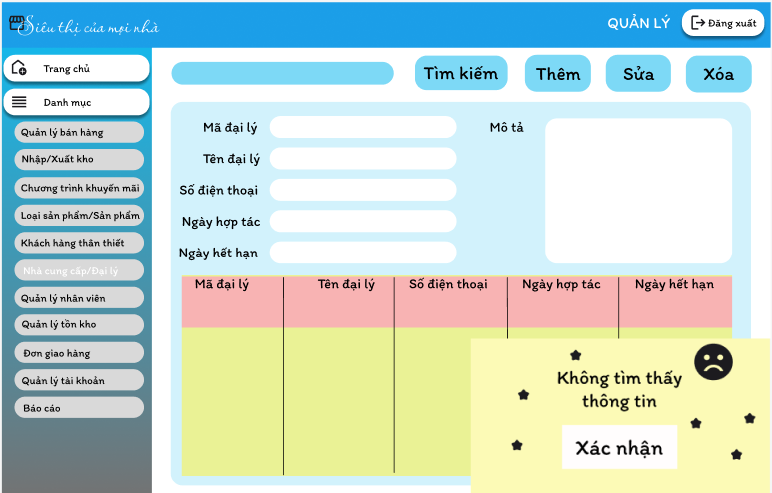 Siêu thị của mọi nhà
QUẢN LÝ
Đăng xuất
Trang chủ
Danh mục
Quản lý bán hàng
Nhập/Xuất kho
Chương trình khuyến mãi
Loại sản phẩm/Sản phẩm
Khách hàng thân thiết
Nhà cung cấp/Đại lý
Quản lý nhân viên
Quản lý tồn kho
Đơn giao hàng
Quản lý tài khoản
Báo cáo
Tìm kiếm
Thêm
Sửa
Xóa
Mã đại lý
Tên đại lý
Số điện thoại
Ngày hợp tác
Ngày hết hạn
Mô tả
Mã đại lý Tên đại lý Số điện thoại Ngày hợp tác Ngày hết hạn
Không tìm thấy
thông tin
Xác nhận